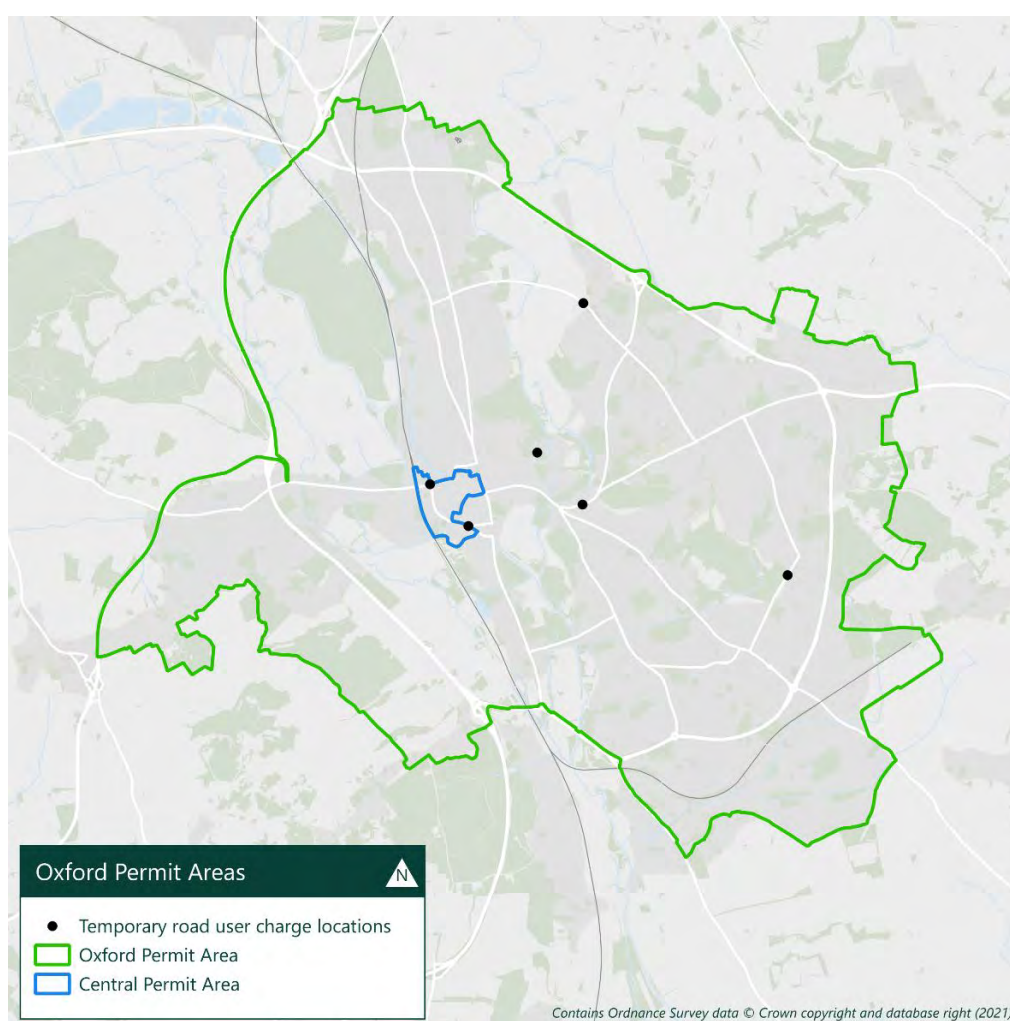 Oxford Permit Areas
N
Temporary road user charge locations
Oxford Permit Area
Central Permit Area
Contains Ordnance Survey data © Crown copyright and database right (2021)